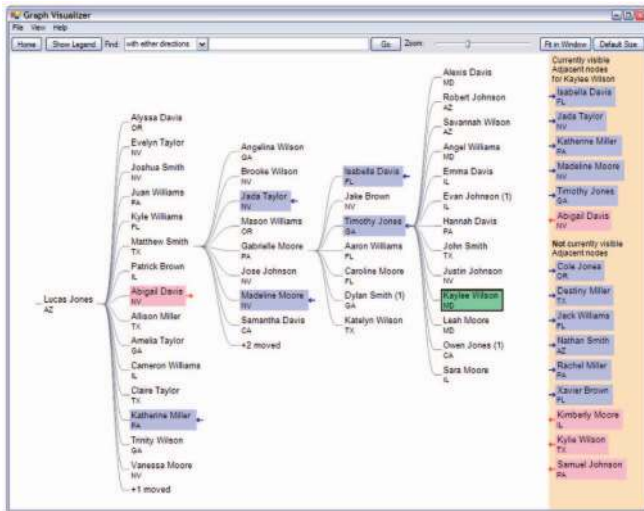 Graph Visualizer
File View Help
Home Show Legend Find: with either directions Go Zoom: Fit in Window Default Size
Lucas Jones
AZ
Alyssa Davis
OR
Evelyn Taylor
NV
Joshua Smith
NV
Juan Williams
PA
Kyle Williams
FL
Matthew Smith
TX
Patrick Brown
IL
Abigail Davis
NV
Allison Miller
TX
Amelia Taylor
GA
Cameron Williams
IL
Claire Taylor
TX
Katherine Miller
PA
Trinity Wilson
GA
Vanessa Moore
NV
+1 moved
Angelina Wilson
GA
Brooke Wilson
NV
Jada Taylor
NV
Mason Williams
OR
Gabrielle Moore
PA
Jose Johnson
NV
Madeline Moore
NV
Samantha Davis
CA
+2 moved
Isabella Davis
FL
Jake Brown
NV
Timothy Jones
GA
Aaron Williams
FL
Caroline Moore
FL
Dylan Smith (1)
GA
Katelyn Wilson
TX
Alexis Davis
MD
Robert Johnson
AZ
Savannah Wilson
AZ
Angel Williams
MD
Emma Davis
IL
Evan Johnson (1)
IL
Hannah Davis
PA
John Smith
TX
Justin Johnson
NV
Kaylee Wilson
MD
Leah Moore
MD
Owen Jones (1)
CA
Sara Moore
IL
Currently visible
Adjacent nodes
for Kaylee Wilson
Isabella Davis
FL
Jada Taylor
NV
Katherine Miller
PA
Madeline Moore
NV
Timothy Jones
GA
Abigail Davis
NV
Not currently visible
Adjacent nodes
Cole Jones
OR
Destiny Miller
TX
Jack Williams
FL
Nathan Smith
AZ
Rachel Miller
PA
Xavier Brown
FL
Kimberly Moore
IL
Kylie Wilson
TX
Samuel Johnson
PA